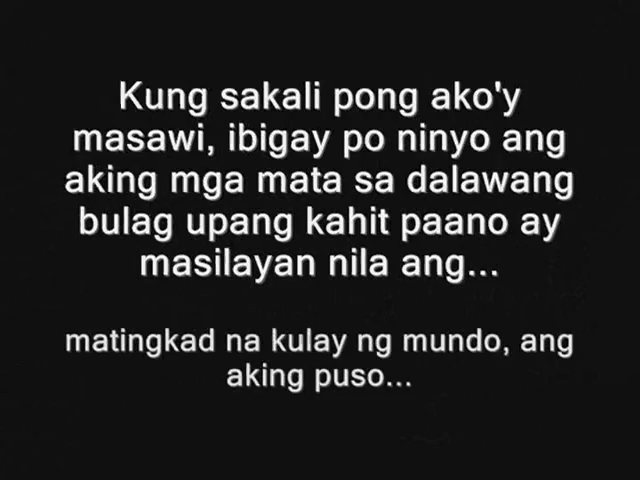 Kung sakali pong ako'y
masawi, ibigay po ninyo ang
aking mga mata sa dalawang
bulag upang kahit paano ay
masilayan nila ang...
matingkad na kulay ng mundo, ang
aking puso...